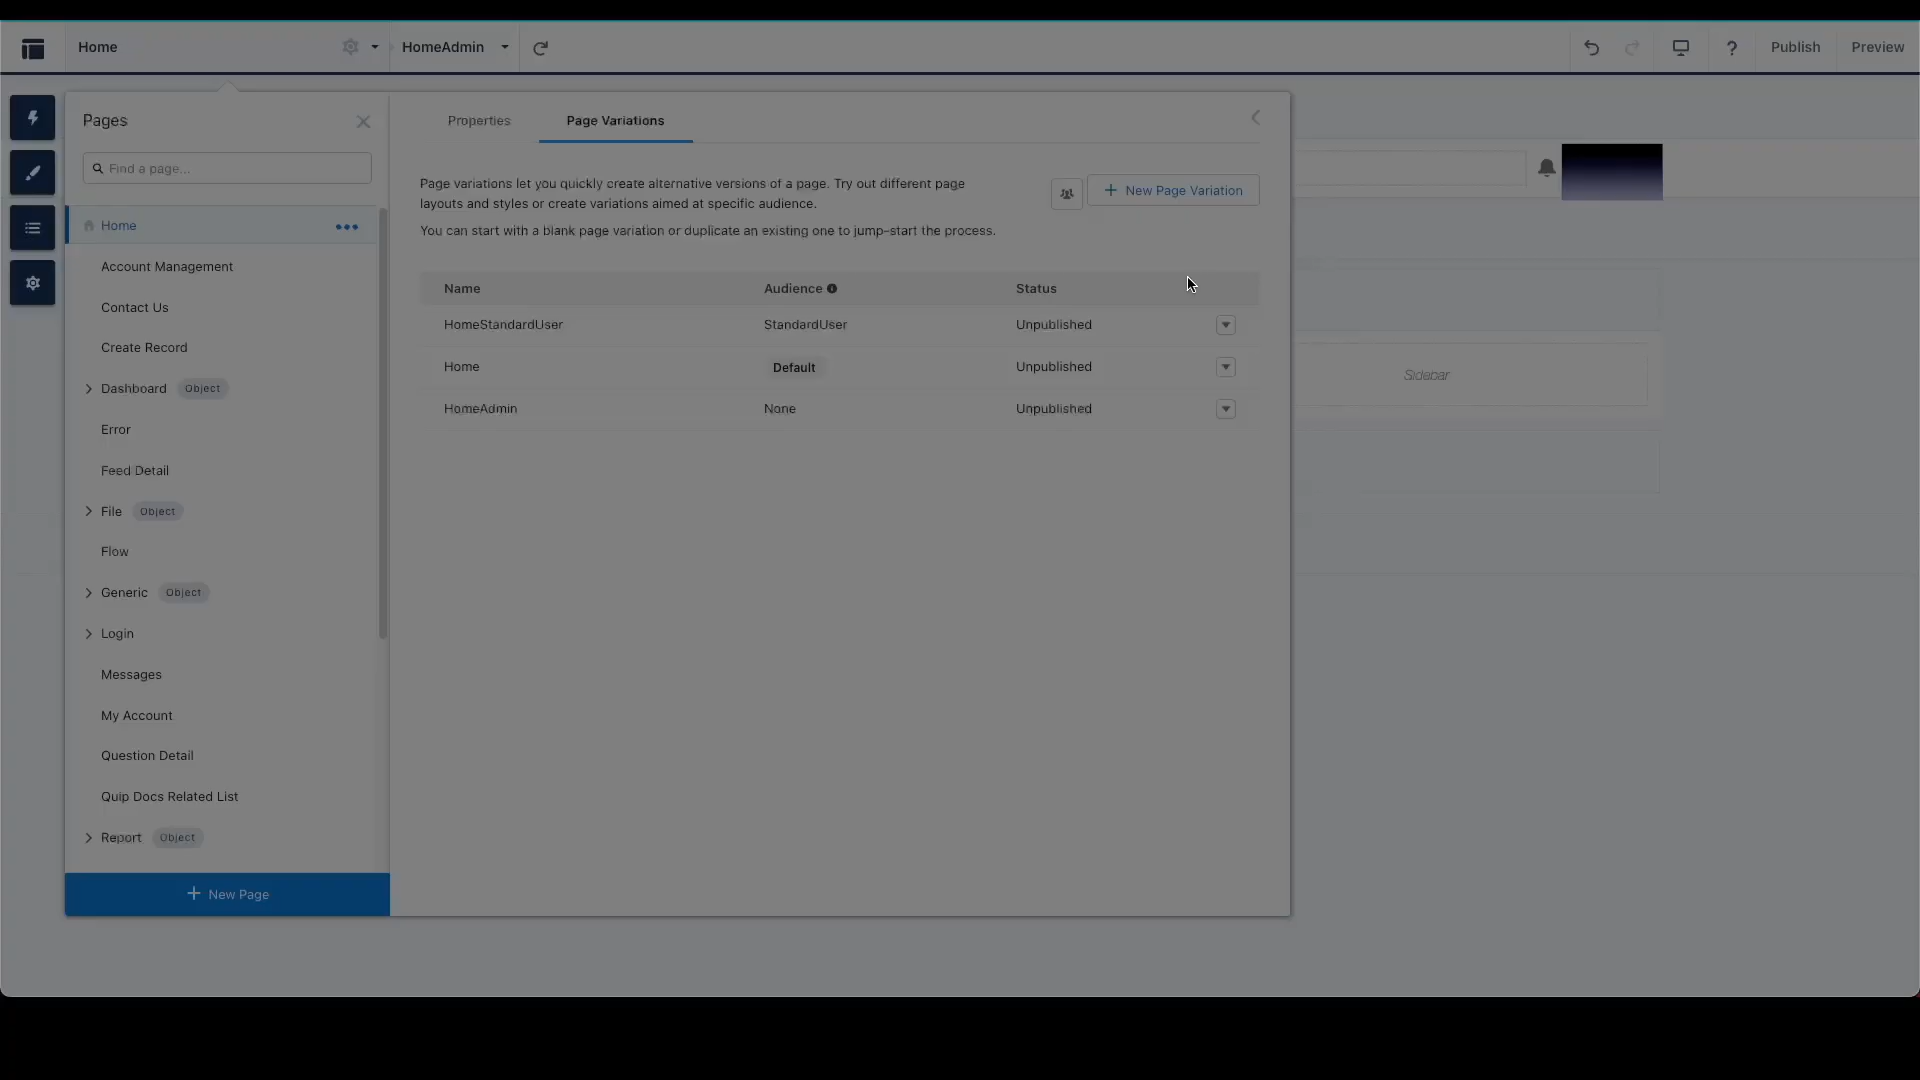 Home
HomeAdmin
?
Publish
Preview
Pages
Find a page...
Home
Account Management
Contact Us
Create Record
Dashboard Object
Error
Feed Detail
File Object
Flow
Generic Object
Login
Messages
My Account
Question Detail
Quip Docs Related List
Report Object
New Page
Properties
Page Variations
Page variations let you quickly create alternative versions of a page. Try out different page
layouts and styles or create variations aimed at specific audience.
You can start with a blank page variation or duplicate an existing one to jump-start the process.
New Page Variation
Name Audience Status
HomeStandardUser StandardUser Unpublished
Home Default Unpublished
HomeAdmin None Unpublished
Sidebar